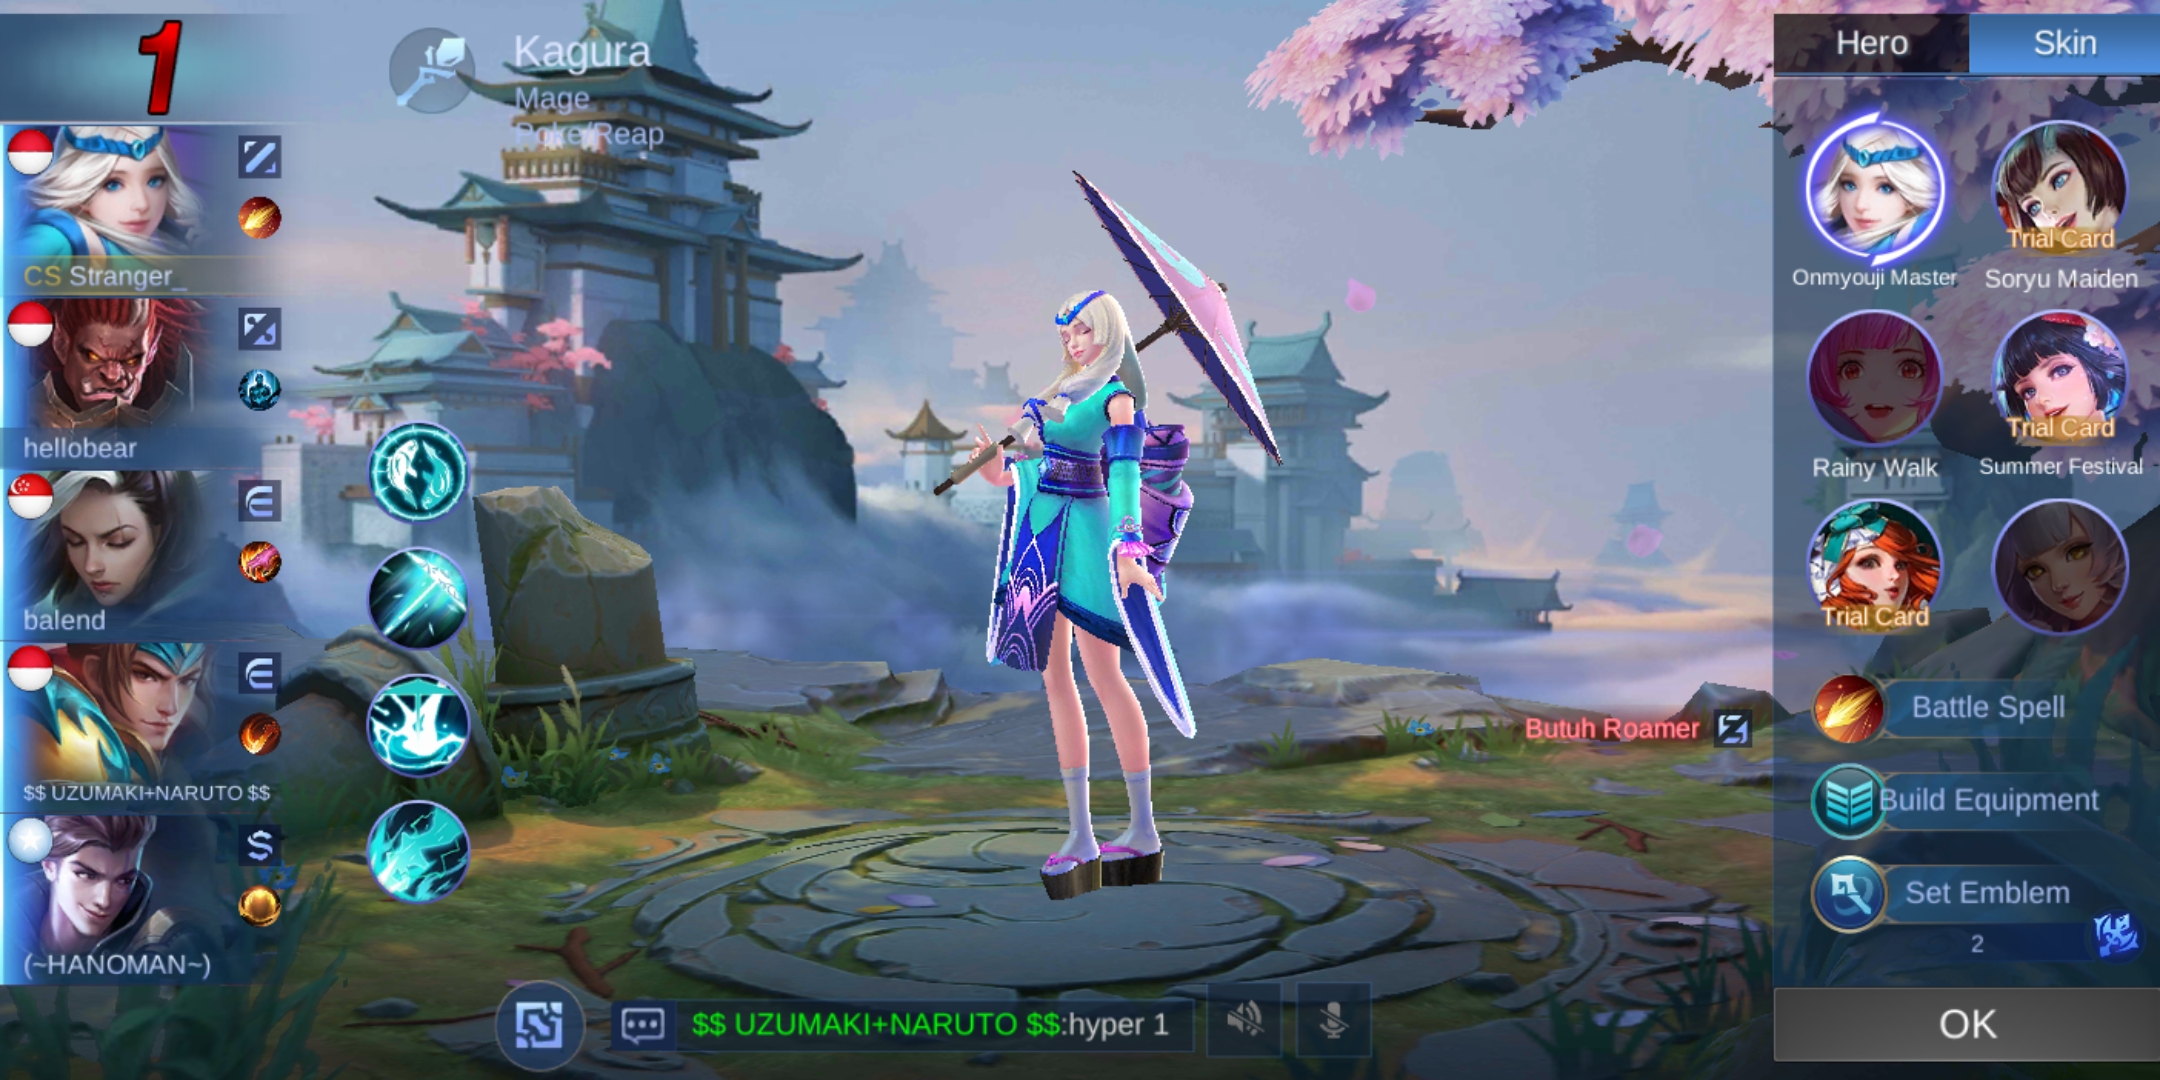 1
Kagura
Mage
Poke/Reap
Hero
Skin
CS Stranger_
hellobear
balend
$$ UZUMAKI+NARUTO $$
(~HANOMAN~)
Trial Card
Onmyouji Master
Soryu Maiden
Trial Card
Rainy Walk
Summer Festival
Trial Card
Butuh Roamer
Battle Spell
Build Equipment
Set Emblem
2
$$ UZUMAKI+NARUTO $$:hyper 1
OK